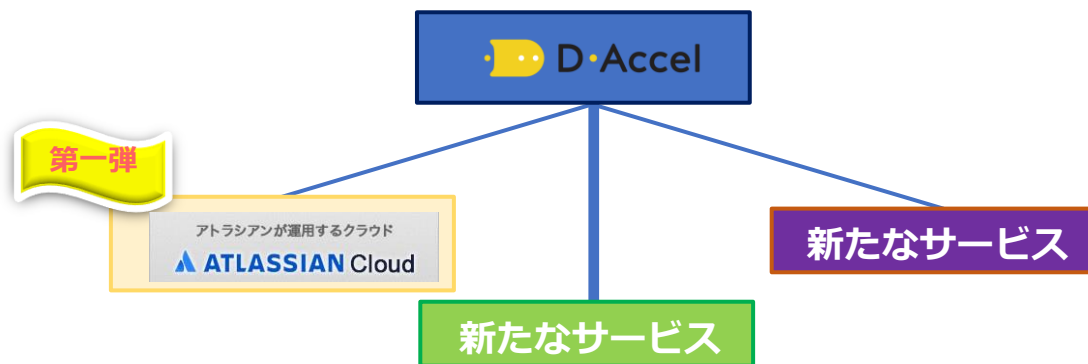 D・Accel
第一弾
アトラシアンが運用するクラウド
ATLASSIAN Cloud
新たなサービス
新たなサービス